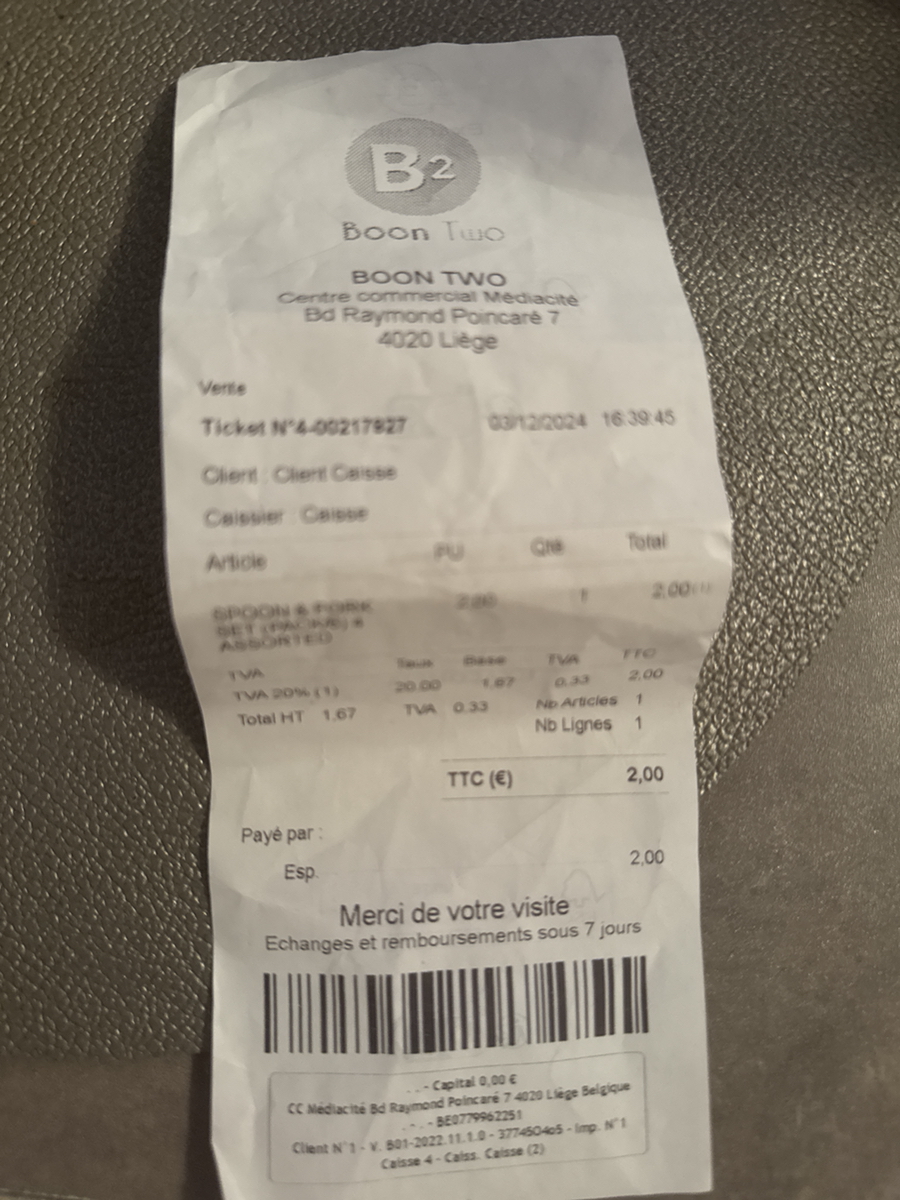 B2
Boon Two
BOON TWO
Centre commercial Médiacité
Bd Raymond Poincaré 7
4020 Liège
Vente
Ticket N°4-00217827 03/12/2024 16:39:45
Client : Client Caisse
Caissier : Caisse
Article PU Qté Total
SPOON & FORK 2.00 1 2,00 (1)
SET 6
ASSORTED
TVA Taux Base TVA TTC
TVA 20% (1) 20.00 1.67 0.33 2.00
Total HT 1.67 TVA 0.33 Nb Articles 1
Nb Lignes 1
TTC (€) 2,00
Payé par :
Esp. 2,00
Merci de votre visite
Echanges et remboursements sous 7 jours
. . - Capital 0,00 €
CC Médiacité Bd Raymond Poincaré 7 4020 Liège Belgique
. - . - BE0779962251
Client N°1 - V. B01-2022.11.1.0 - - Imp. N°1
Caisse 4 - Caiss. Caisse (2)